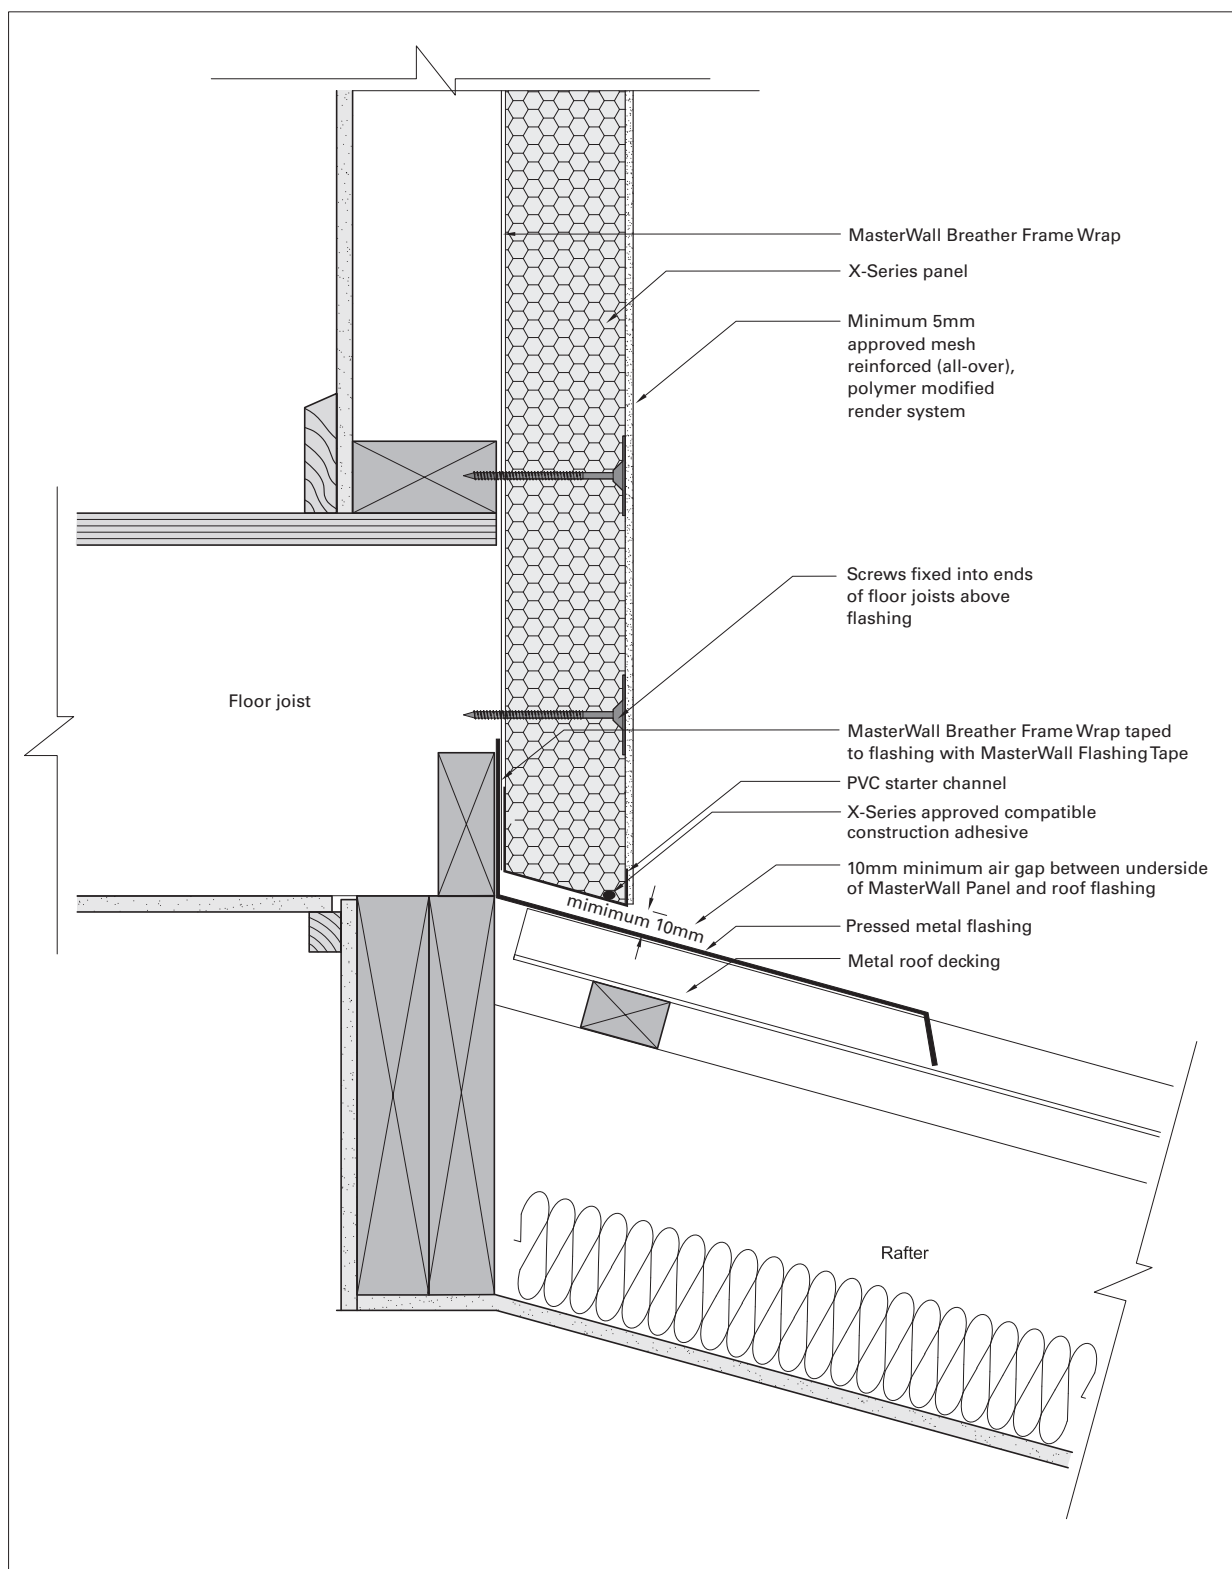 MasterWall Breather Frame Wrap
X-Series panel
Minimum 5mm
approved mesh
reinforced (all-over),
polymer modified
render system
Screws fixed into ends
of floor joists above
flashing
Floor joist
MasterWall Breather Frame Wrap taped
to flashing with MasterWall Flashing Tape
PVC starter channel
X-Series approved compatible
construction adhesive
10mm minimum air gap between underside
of MasterWall Panel and roof flashing
mimimum 10mm
Pressed metal flashing
Metal roof decking
Rafter